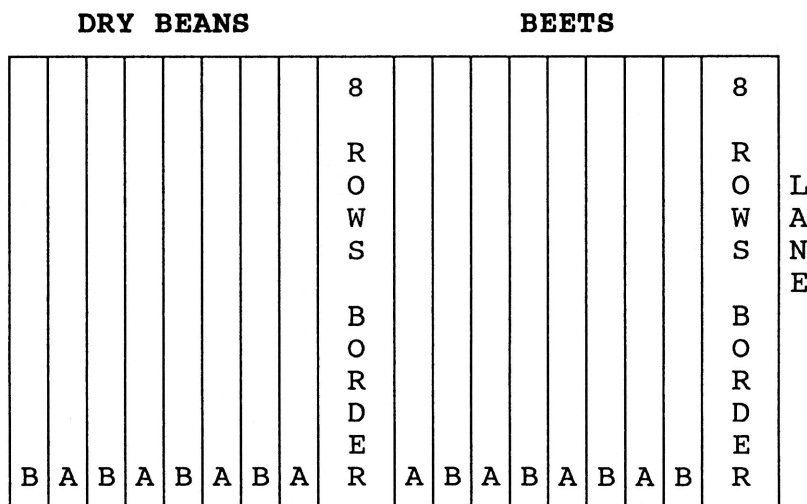 DRY BEANS BEETS
8 ROWS BORDER
8 ROWS BORDER
LANE
B A B A B A B A A B A B A B A B